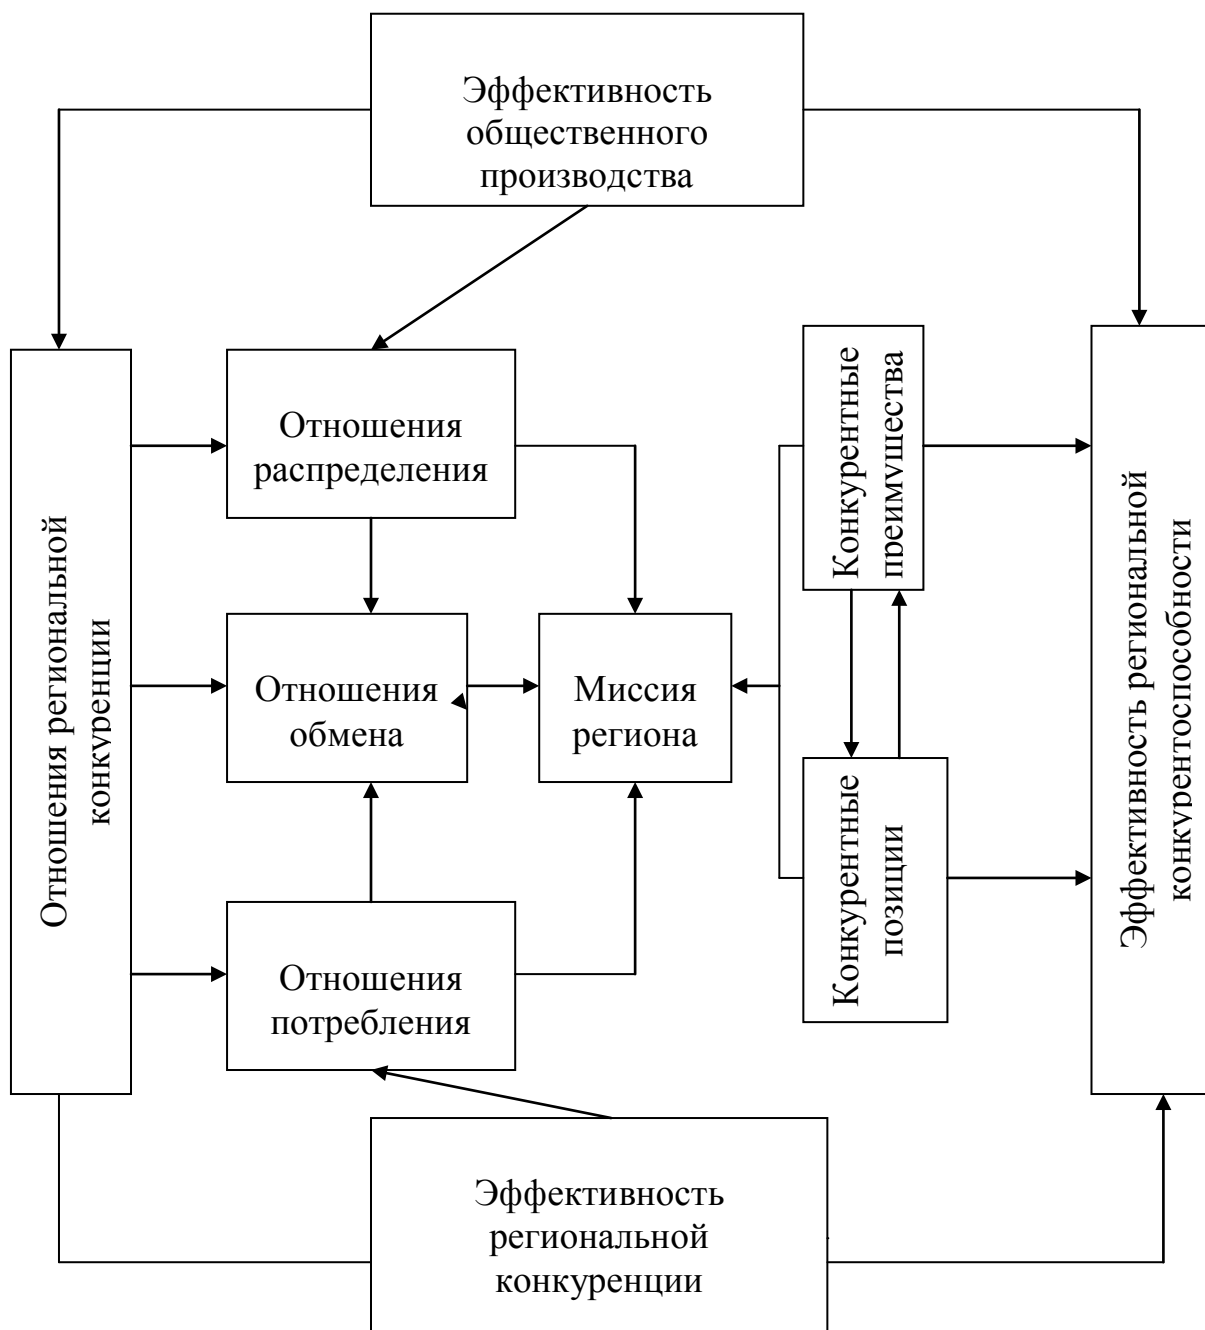 Эффективность
общественного
производства
Отношения региональной
конкуренции
Отношения
распределения
Конкурентные
преимущества
Эффективность региональной
конкурентоспособности
Отношения
обмена
Миссия
региона
Отношения
потребления
Конкурентные
позиции
Эффективность
региональной
конкуренции